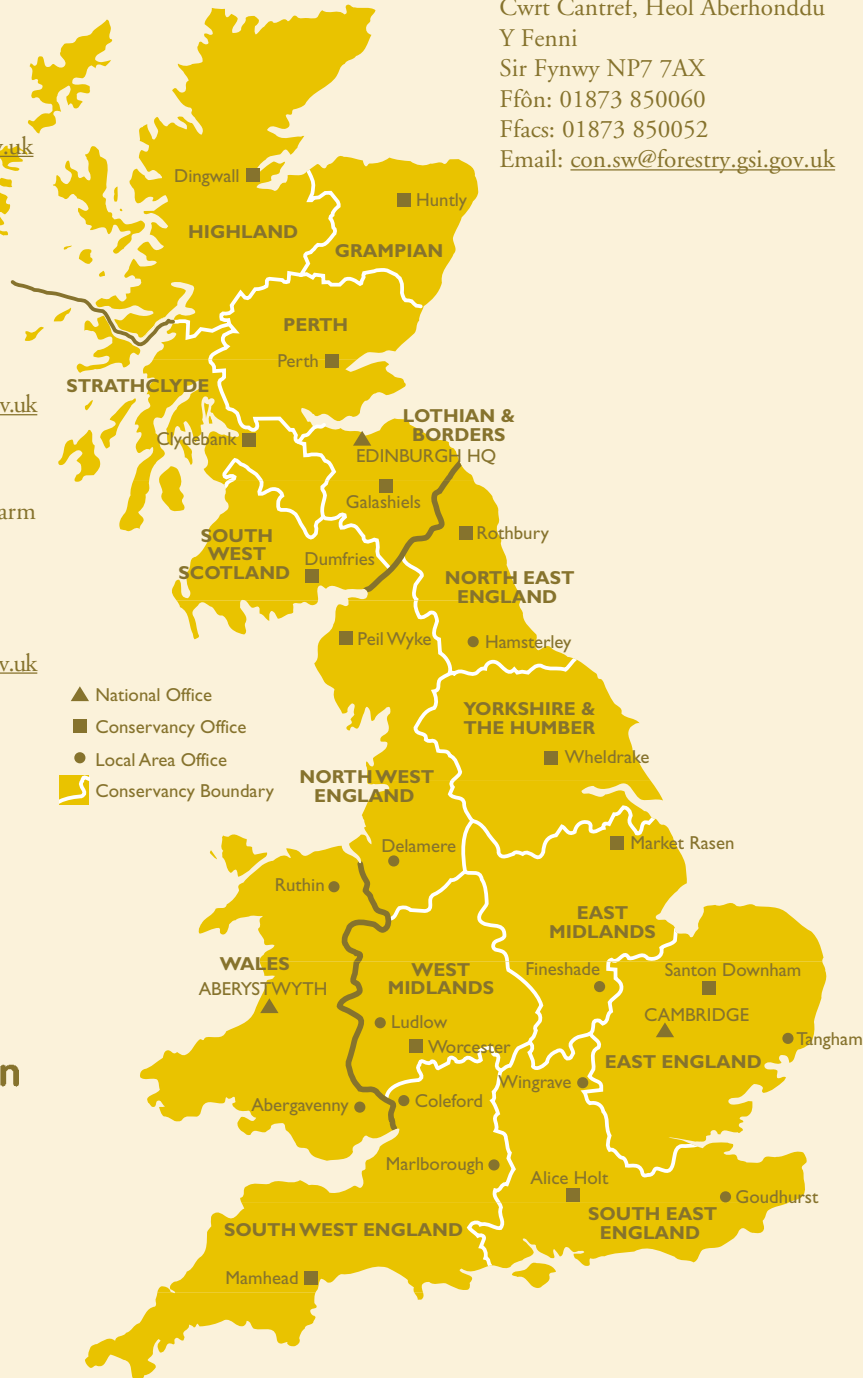 Cwrt Cantref, Heol Aberhonddu
Y Fenni
Sir Fynwy NP7 7AX
Ffôn: 01873 850060
Ffacs: 01873 850052
Email: con.sw@forestry.gsi.gov.uk
v.uk
Dingwall
Huntly
HIGHLAND
GRAMPIAN
PERTH
Perth
STRATHCLYDE
v.uk
LOTHIAN &
BORDERS
Clydebank
EDINBURGH HQ
Galashiels
arm
Rothbury
SOUTH
WEST
SCOTLAND
Dumfries
NORTH EAST
ENGLAND
Peil Wyke
Hamsterley
v.uk
National Office
Conservancy Office
Local Area Office
Conservancy Boundary
YORKSHIRE &
THE HUMBER
Wheldrake
NORTH WEST
ENGLAND
Delamere
Market Rasen
Ruthin
EAST
MIDLANDS
WALES
ABERYSTWYTH
WEST
MIDLANDS
Fineshade
Santon Downham
CAMBRIDGE
Ludlow
Tangham
Worcester
EAST ENGLAND
n
Wingrave
Abergavenny
Coleford
Marlborough
Alice Holt
Goudhurst
SOUTH WEST ENGLAND
SOUTH EAST
ENGLAND
Mamhead